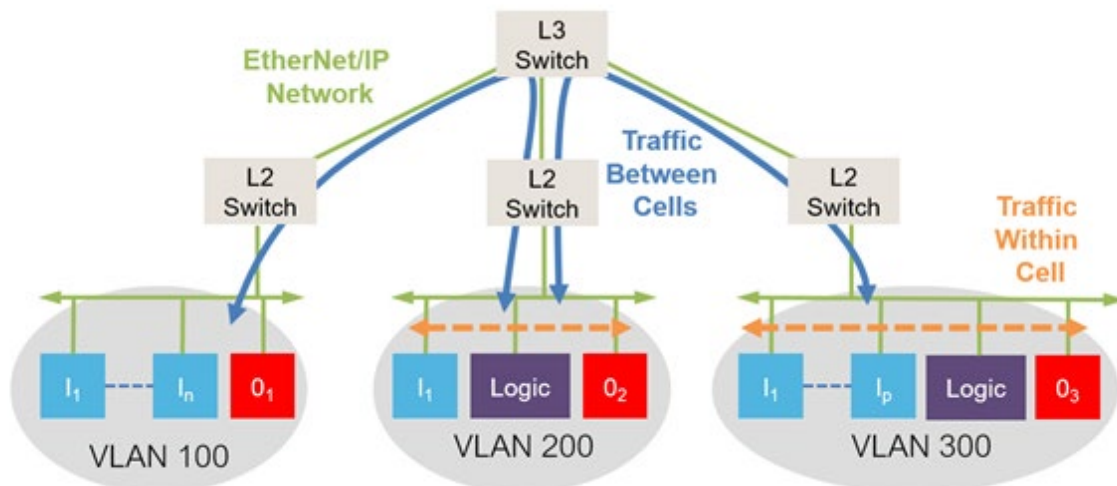 L3
Switch
EtherNet/IP
Network
Traffic
Between
Cells
L2
Switch
L2
Switch
L2
Switch
Traffic
Within
Cell
I₁
Iₙ
0₁
VLAN 100
I₁
Logic
0₂
VLAN 200
I₁
Iₚ
Logic
0₃
VLAN 300